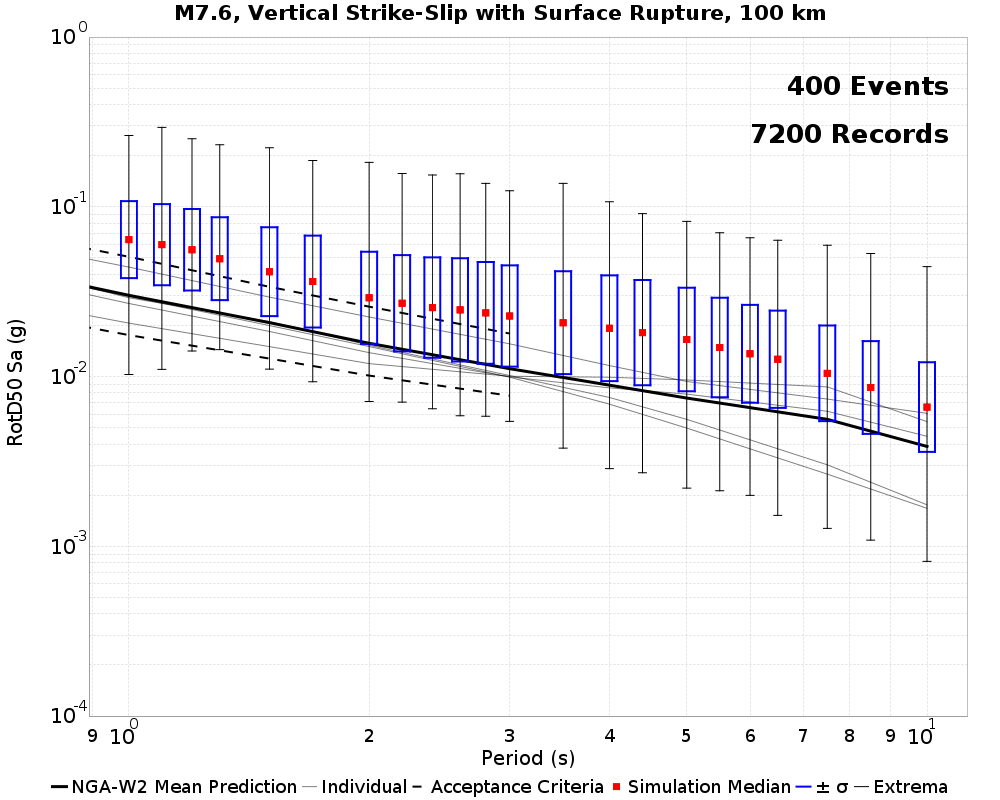 M7.6, Vertical Strike-Slip with Surface Rupture, 100 km
400 Events
7200 Records
RotD50 Sa (g)
10^0
10^-1
10^-2
10^-3
10^-4
9 10^0 2 3 4 5 6 7 8 9 10^1
Period (s)
NGA-W2 Mean Prediction Individual Acceptance Criteria Simulation Median ± σ Extrema